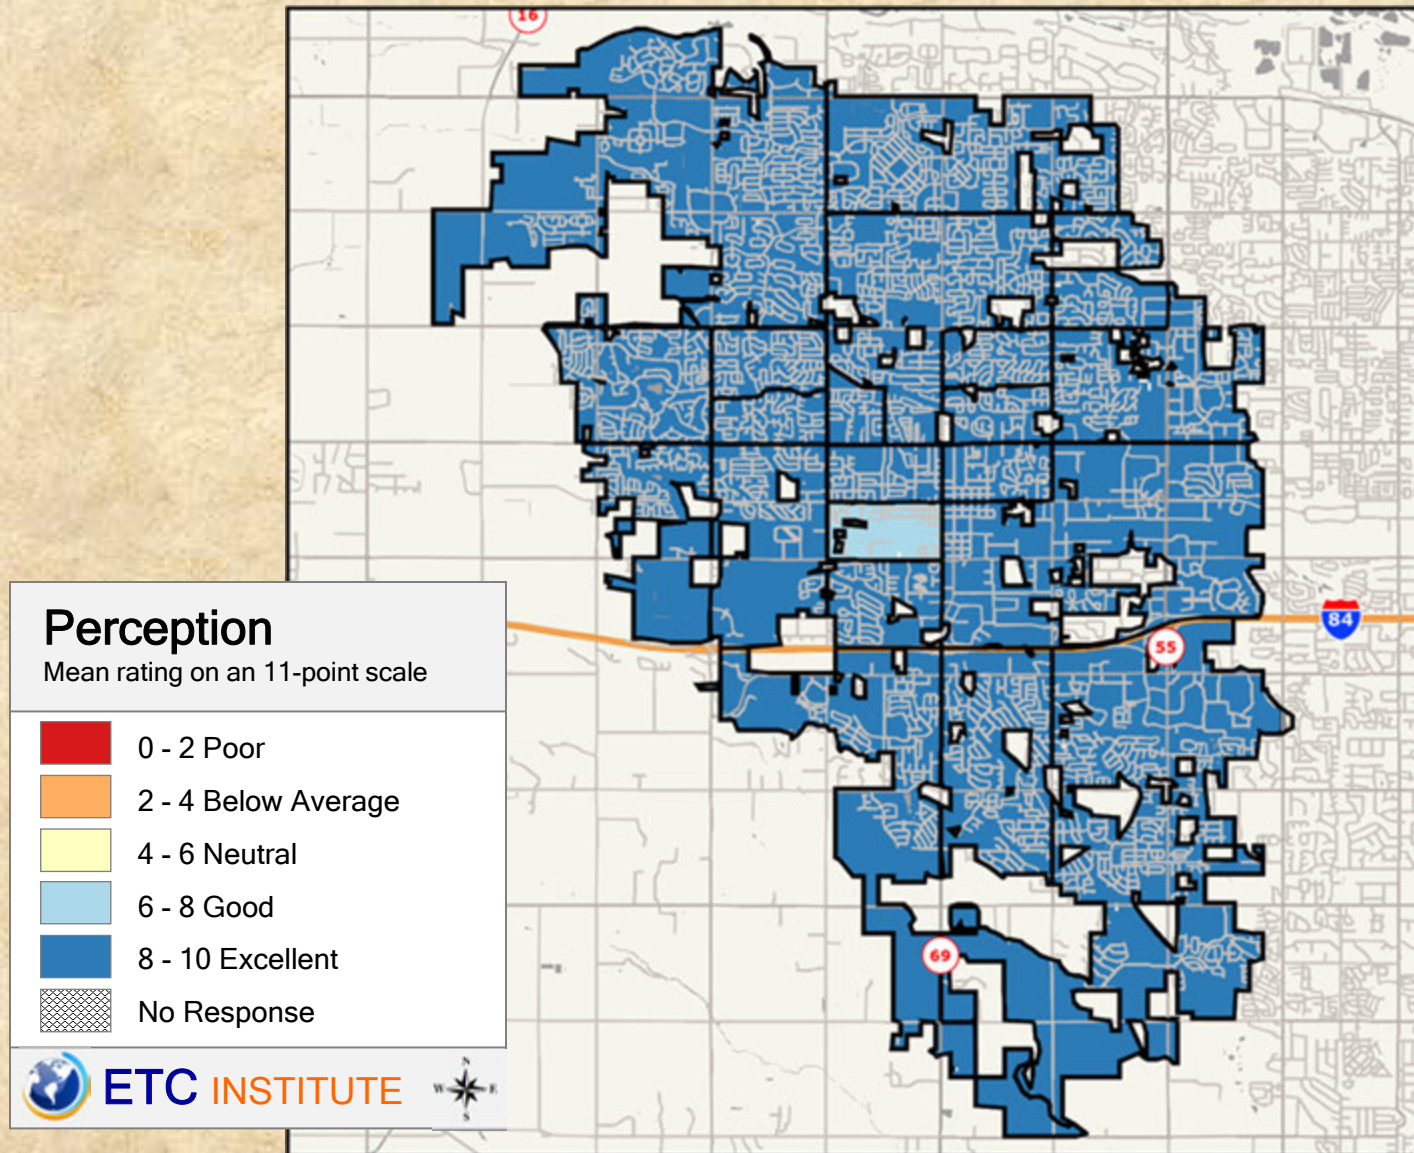 16
84
55
69
Perception
Mean rating on an 11-point scale
0 - 2 Poor
2 - 4 Below Average
4 - 6 Neutral
6 - 8 Good
8 - 10 Excellent
No Response
ETC INSTITUTE
N
W E
S